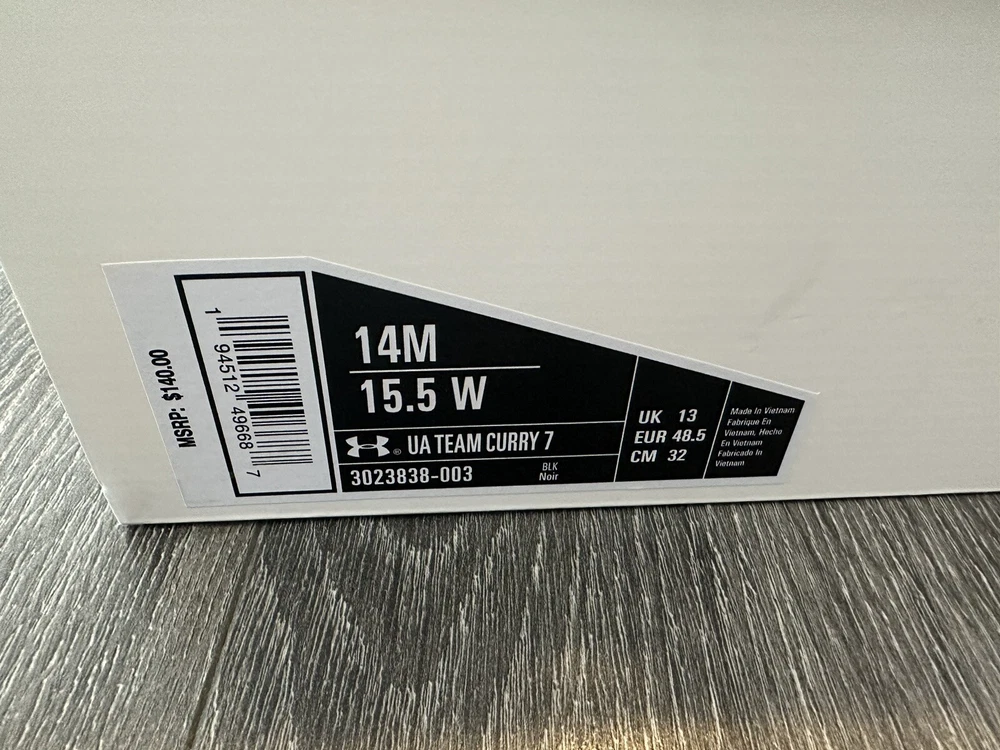 MSRP: $140.00
1 94512 49668 7
14M
15.5 W
® UA TEAM CURRY 7
3023838-003
BLK
Noir
UK 13
EUR 48.5
CM 32
Made In Vietnam
Fabrique En
Vietnam, Hecho
En Vietnam
Fabricado In
Vietnam